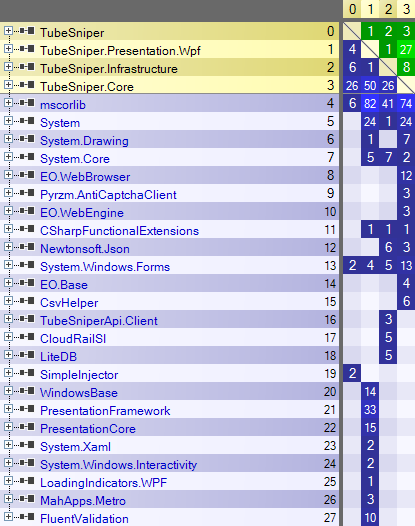 0 1 2 3
TubeSniper 0 1 2 3
TubeSniper.Presentation.Wpf 1 4 1 27
TubeSniper.Infrastructure 2 6 1 8
TubeSniper.Core 3 26 50 26
mscorlib 4 6 82 41 74
System 5 24 1 24
System.Drawing 6 1 7
System.Core 7 5 7 2
EO.WebBrowser 8 12
Pyrzm.AntiCaptchaClient 9 3
EO.WebEngine 10 3
CSharpFunctionalExtensions 11 1 1 1
Newtonsoft.Json 12 6 3
System.Windows.Forms 13 2 4 5 13
EO.Base 14 4
CsvHelper 15 6
TubeSniperApi.Client 16 3
CloudRailSI 17 5
LiteDB 18 5
SimpleInjector 19 2
WindowsBase 20 14
PresentationFramework 21 33
PresentationCore 22 15
System.Xaml 23 2
System.Windows.Interactivity 24 2
LoadingIndicators.WPF 25 1
MahApps.Metro 26 3
FluentValidation 27 10